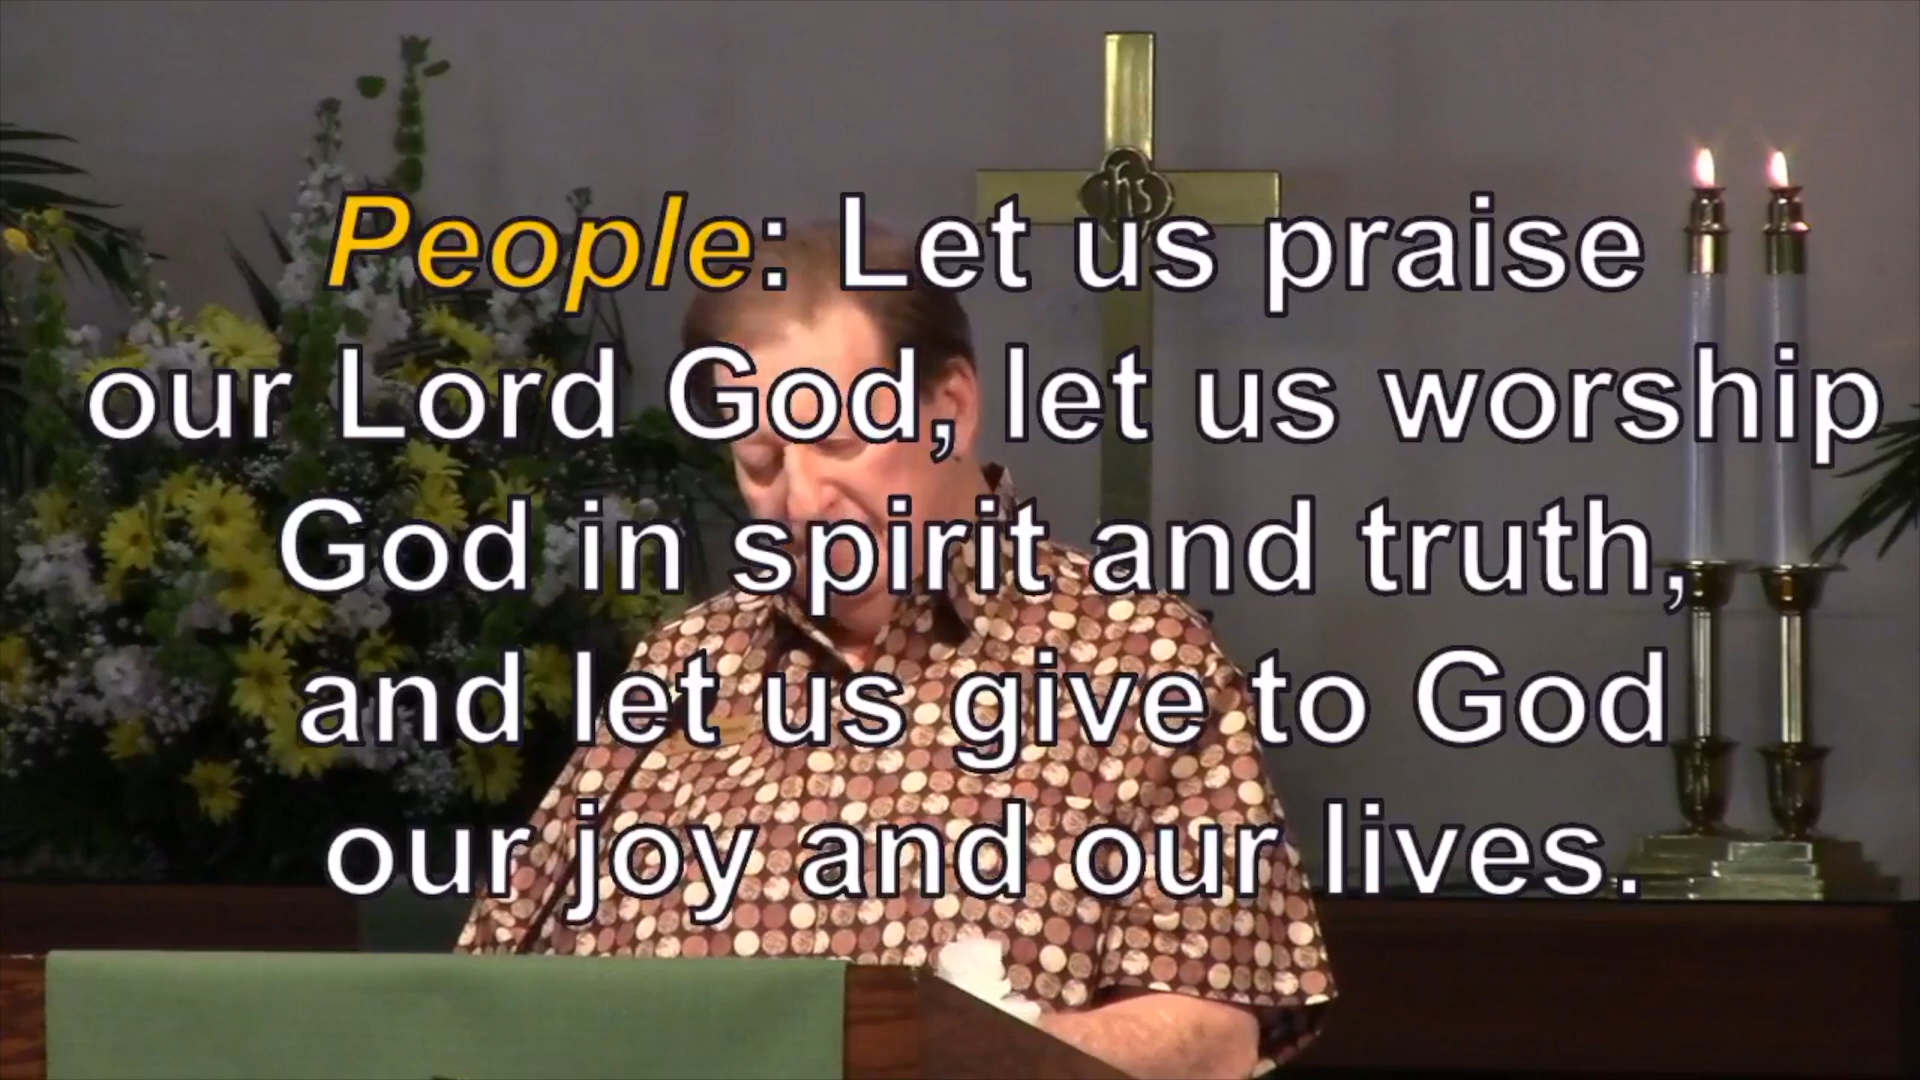 ihs
People: Let us praise
our Lord God, let us worship
God in spirit and truth,
and let us give to God
our joy and our lives.